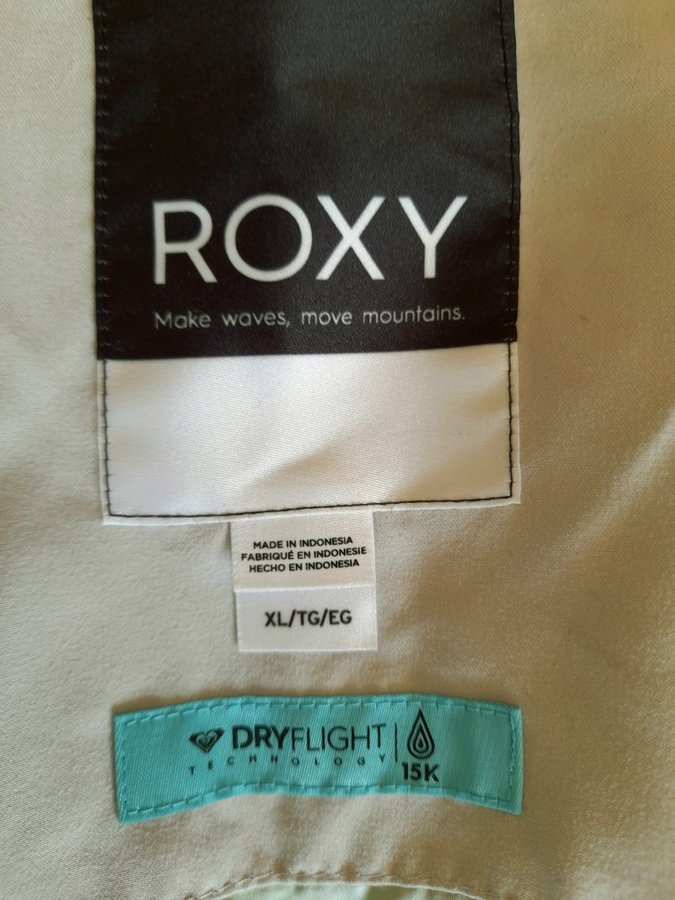 ROXY
Make waves, move mountains.
MADE IN INDONESIA
FABRIQUÉ EN INDONESIE
HECHO EN INDONESIA
XL/TG/EG
DRYFLIGHT
TECHNOLOGY
15K